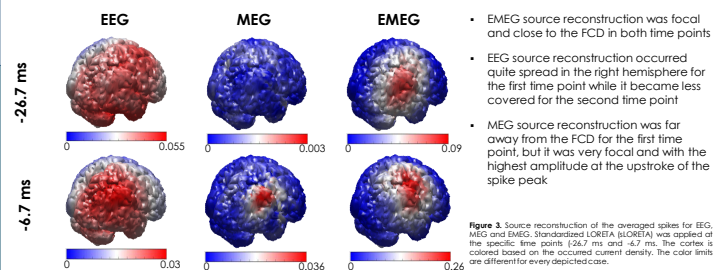 EEG
MEG
EMEG
-26.7 ms
0
0.055
0
0.003
0
0.09
-6.7 ms
0
0.03
0
0.036
0
0.26
▪ EMEG source reconstruction was focal
and close to the FCD in both time points
▪ EEG source reconstruction occurred
quite spread in the right hemisphere for
the first time point while it became less
covered for the second time point
▪ MEG source reconstruction was far
away from the FCD for the first time
point, but it was very focal and with the
highest amplitude at the upstroke of the
spike peak
Figure 3. Source reconstruction of the averaged spikes for EEG,
MEG and EMEG. Standardized LORETA (sLORETA) was applied at
the specific time points (-26.7 ms and -6.7 ms. The cortex is
colored based on the occurred current density. The color limits
are different for every depicted case.